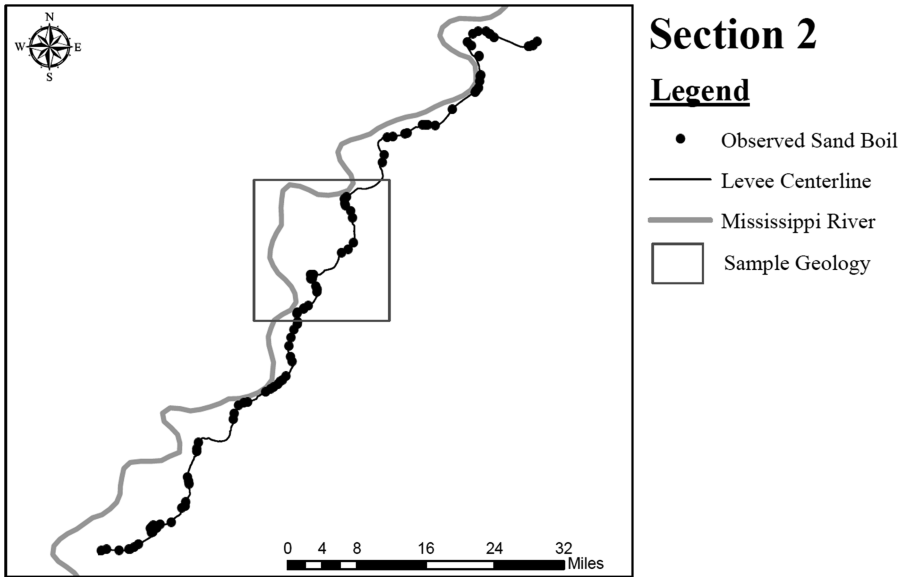 N
W E
S
Section 2
Legend
Observed Sand Boil
Levee Centerline
Mississippi River
Sample Geology
0 4 8 16 24 32
Miles